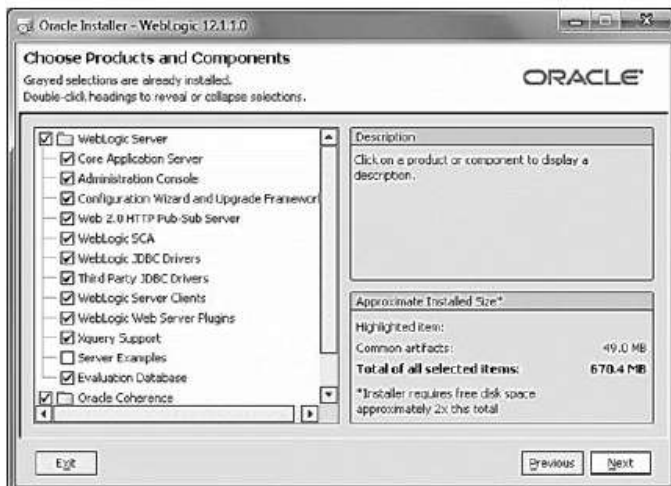 Oracle Installer - WebLogic 12.1.1.0
Choose Products and Components
Grayed selections are already installed.
Double-click headings to reveal or collapse selections.
ORACLE
WebLogic Server
Core Application Server
Administration Console
Configuration Wizard and Upgrade Framework
Web 2.0 HTTP Pub-Sub Server
WebLogic SCA
WebLogic JDBC Drivers
Third Party JDBC Drivers
WebLogic Server Clients
WebLogic Web Server Plugins
Xquery Support
Server Examples
Evaluation Database
Oracle Coherence
Description
Click on a product or component to display a
description.
Approximate Installed Size*
Highlighted item:
Common artifacts: 49.0 MB
Total of all selected items: 670.4 MB
*Installer requires free disk space
approximately 2x this total
Exit
Previous
Next